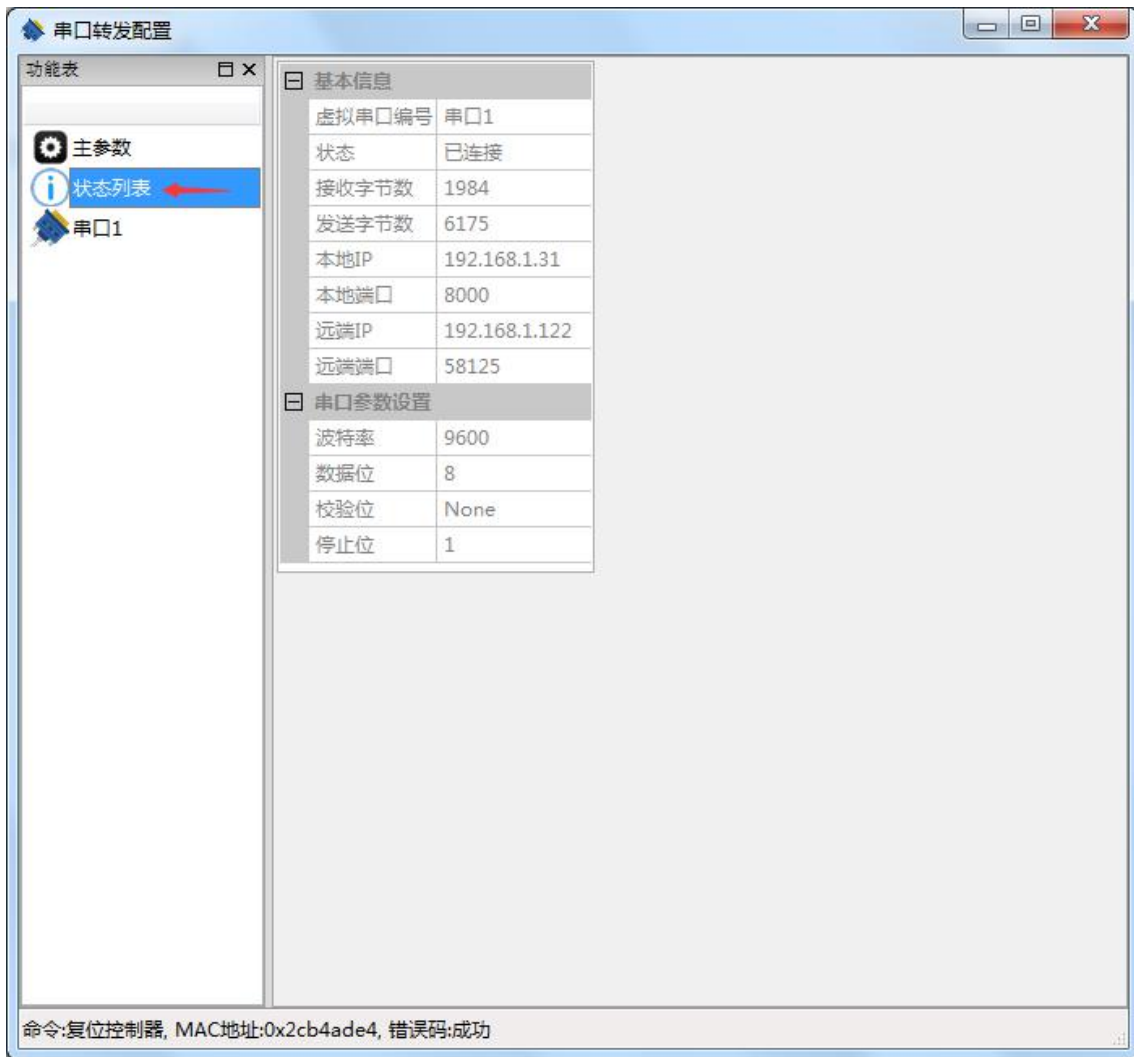 串口转发配置
功能表
主参数
状态列表
串口1
基本信息
虚拟串口编号 串口1
状态 已连接
接收字节数 1984
发送字节数 6175
本地IP 192.168.1.31
本地端口 8000
远端IP 192.168.1.122
远端端口 58125
串口参数设置
波特率 9600
数据位 8
校验位 None
停止位 1
命令:复位控制器, MAC地址:0x2cb4ade4, 错误码:成功